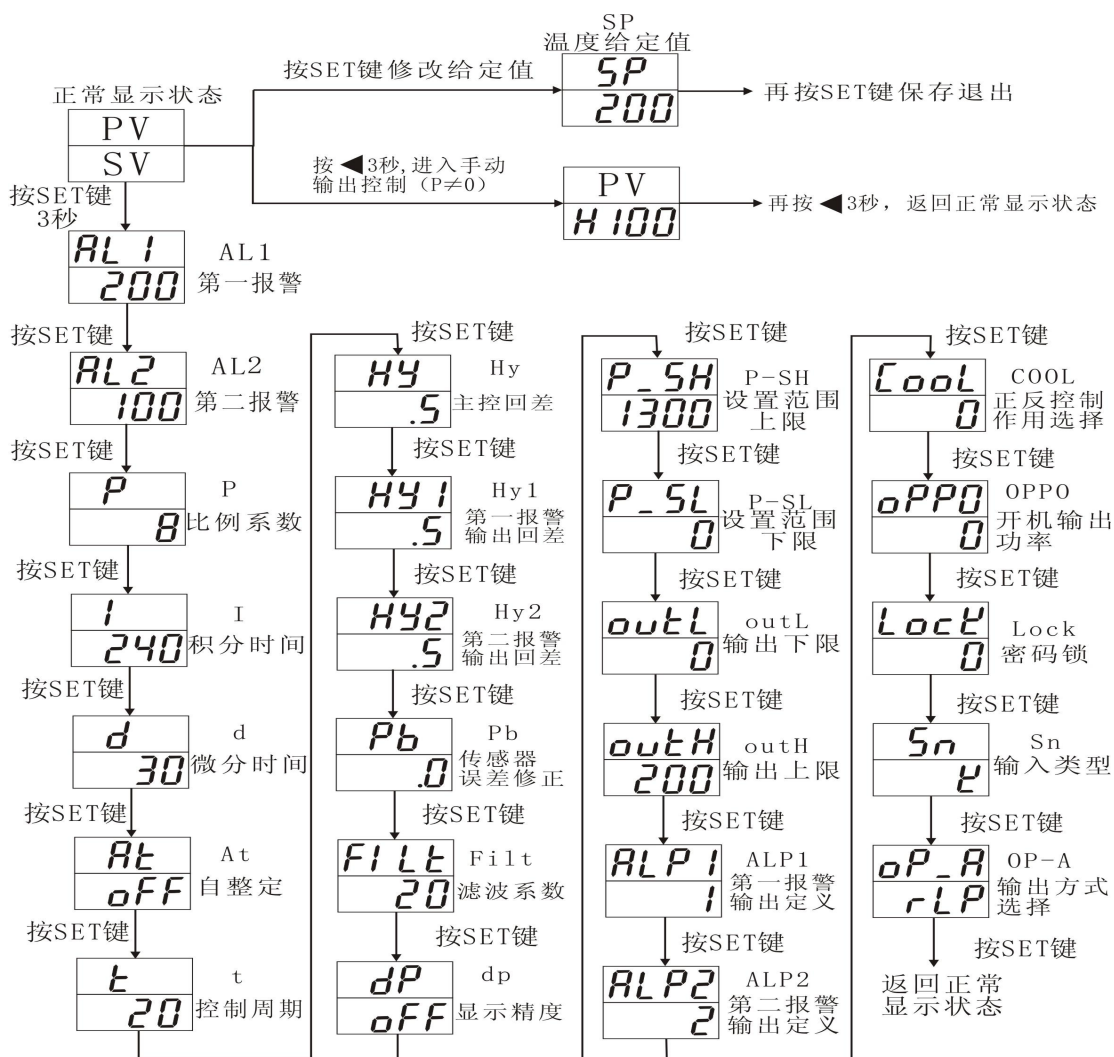 SP
温度给定值
按SET键修改给定值
SP
200
再按SET键保存退出
正常显示状态
PV
SV
按◀3秒,进入手动
输出控制（P≠0）
PV
H100
再按◀3秒，返回正常显示状态
按SET键
3秒
AL1
200
AL1
第一报警
按SET键
AL2
100
AL2
第二报警
按SET键
P
8
P
比例系数
按SET键
I
240
I
积分时间
按SET键
d
30
d
微分时间
按SET键
At
oFF
At
自整定
按SET键
t
20
t
控制周期
按SET键
HY
.5
Hy
主控回差
按SET键
HY1
.5
Hy1
第一报警
输出回差
按SET键
HY2
.5
Hy2
第二报警
输出回差
按SET键
Pb
.0
Pb
传感器
误差修正
按SET键
FILt
20
Filt
滤波系数
按SET键
dP
oFF
dp
显示精度
按SET键
P_SH
1300
P-SH
设置范围
上限
按SET键
P_SL
0
P-SL
设置范围
下限
按SET键
outL
0
outL
输出下限
按SET键
outH
200
outH
输出上限
按SET键
ALP1
1
ALP1
第一报警
输出定义
按SET键
ALP2
2
ALP2
第二报警
输出定义
按SET键
CooL
0
COOL
正反控制
作用选择
按SET键
oPPO
0
OPPO
开机输出
功率
按SET键
LocK
0
Lock
密码锁
按SET键
Sn
K
Sn
输入类型
按SET键
oP_A
rLP
OP-A
输出方式
选择
按SET键
返回正常
显示状态